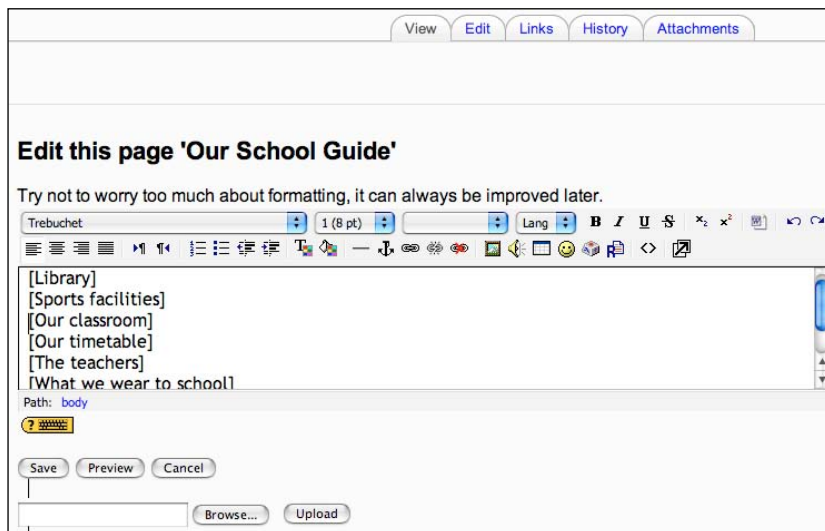 View Edit Links History Attachments
Edit this page 'Our School Guide'
Try not to worry too much about formatting, it can always be improved later.
Trebuchet 1 (8 pt) Lang B I U S x₂ x²
[Library]
[Sports facilities]
[Our classroom]
[Our timetable]
[The teachers]
[What we wear to school]
Path: body
?
Save Preview Cancel
Browse... Upload